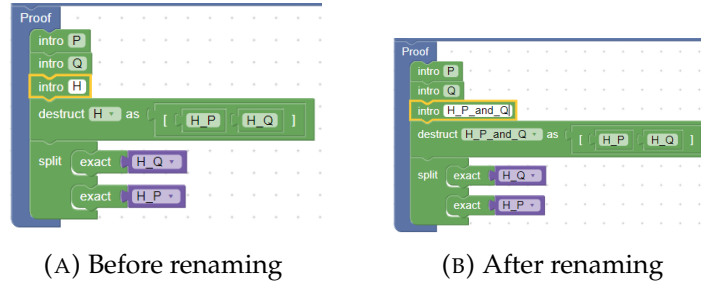 Proof
intro P
intro Q
intro H
destruct H as [ H_P H_Q ]
split exact H_Q
exact H_P
(A) Before renaming
Proof
intro P
intro Q
intro H_P_and_Q
destruct H_P_and_Q as [ H_P H_Q ]
split exact H_Q
exact H_P
(B) After renaming